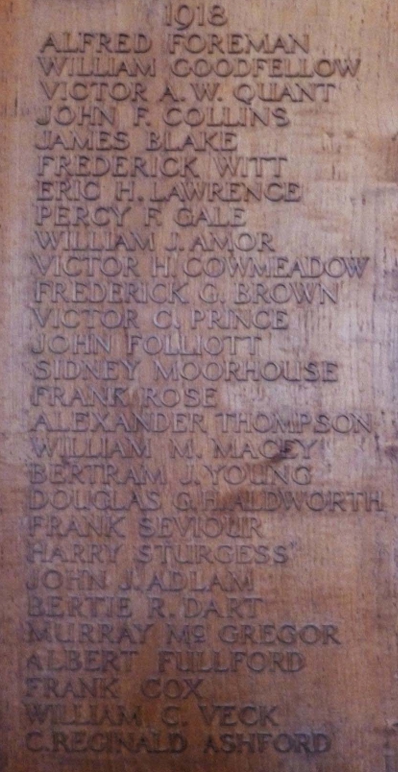 1918
ALFRED FOREMAN
WILLIAM GOODFELLOW
VICTOR A.W. QUANT
JOHN F. COLLINS
JAMES BLAKE
FREDERICK WITT
ERIC H. LAWRENCE
PERCY F. GALE
WILLIAM J. AMOR
VICTOR H. COWMEADOW
FREDERICK G. BROWN
VICTOR C. PRINCE
JOHN FOLLIOTT
SIDNEY MOORHOUSE
FRANK ROSE
ALEXANDER THOMPSON
WILLIAM M. MACEY
BERTRAM J. YOUNG
DOUGLAS G.H. ALDWORTH
FRANK SEVIOUR
HARRY STURGESS
JOHN J. ADLAM
BERTIE R. DART
MURRAY Mc GREGOR
ALBERT FULLFORD
FRANK COX
WILLIAM C. VECK
C. REGINALD ASHFORD